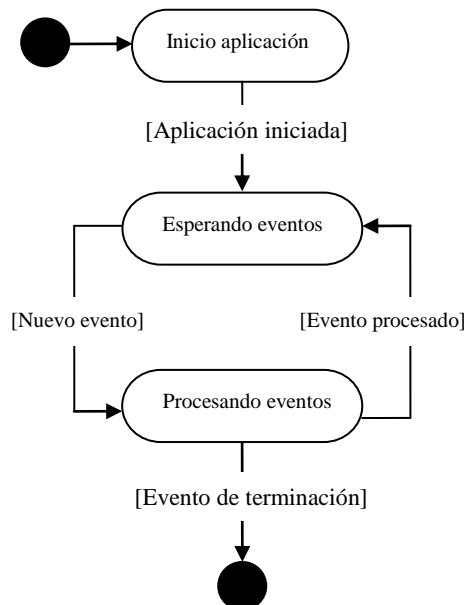 Inicio aplicación
[Aplicación iniciada]
Esperando eventos
[Nuevo evento]
[Evento procesado]
Procesando eventos
[Evento de terminación]